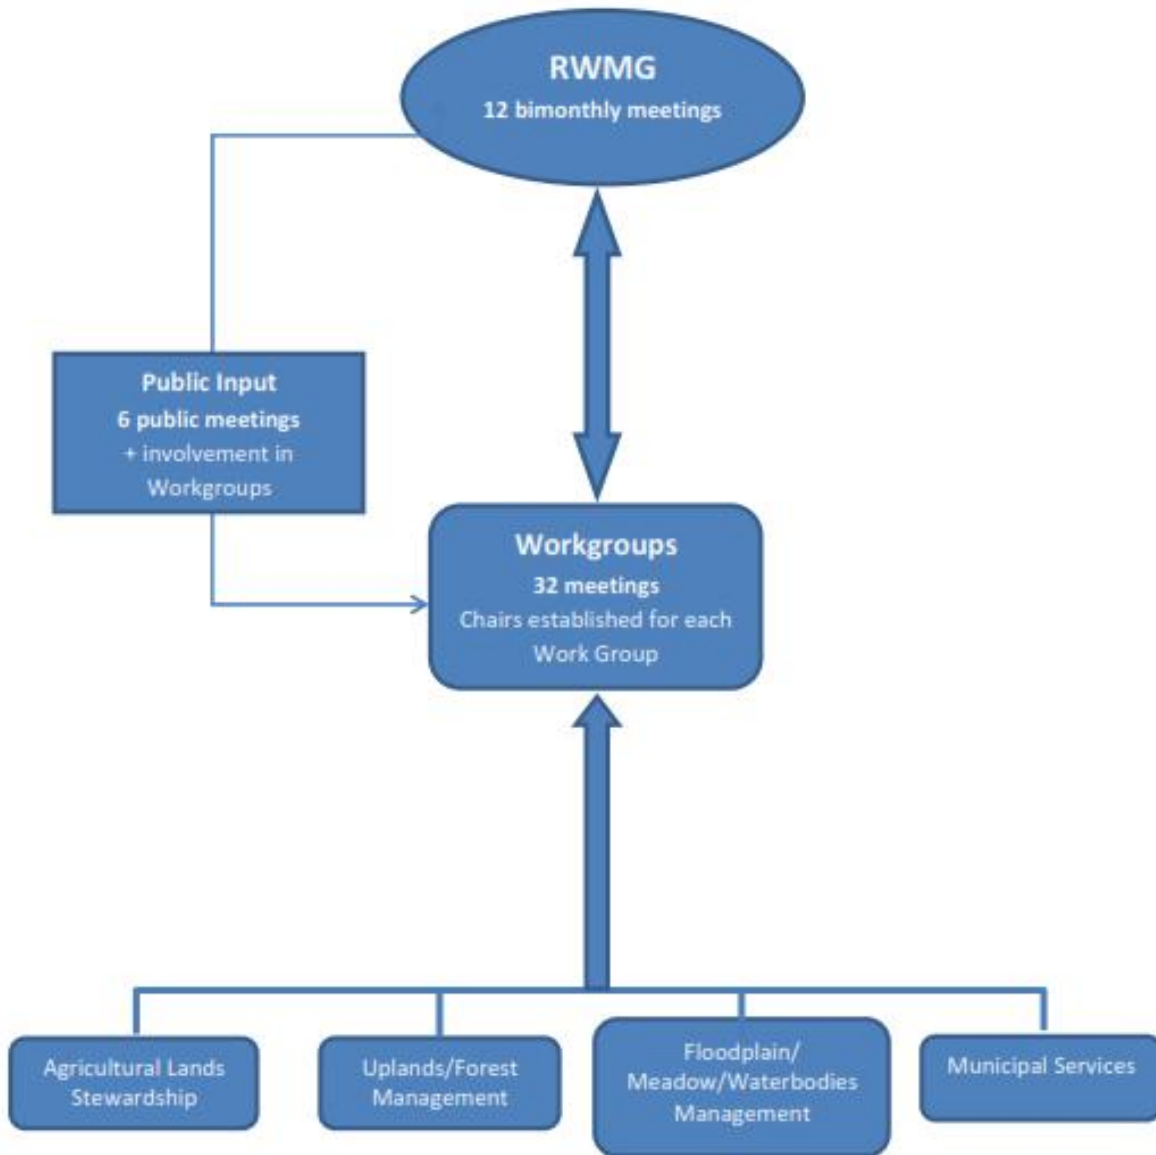 RWMG
12 bimonthly meetings
Public Input
6 public meetings
+ involvement in
Workgroups
Workgroups
32 meetings
Chairs established for each
Work Group
Agricultural Lands
Stewardship
Uplands/Forest
Management
Floodplain/
Meadow/Waterbodies
Management
Municipal Services